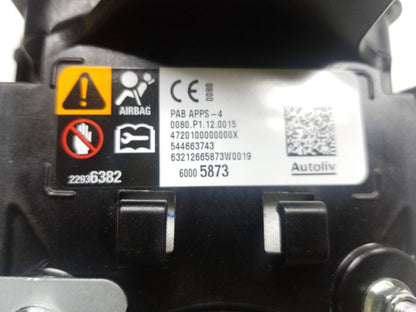 AIRBAG
22936382
CE 0080
PAB APPS-4
0080.P1.12.0015
4720100000000X
544663743
63212665873W0019
6000 5873
Autoliv